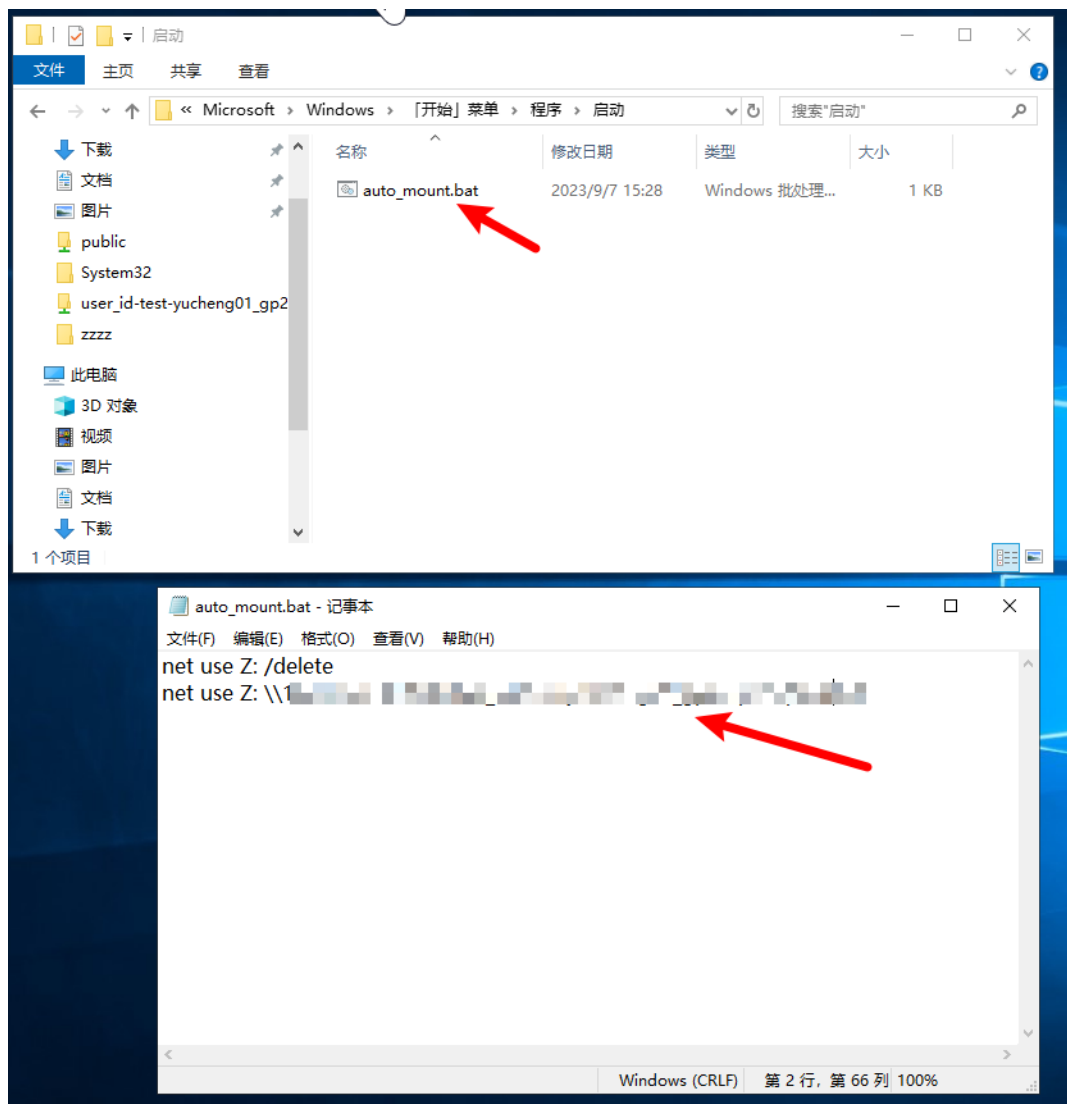 启动
文件 主页 共享 查看
« Microsoft › Windows › 「开始」菜单 › 程序 › 启动
搜索"启动"
下载
文档
图片
public
System32
user_id-test-yucheng01_gp2
zzzz
此电脑
3D 对象
视频
图片
文档
下载
名称 修改日期 类型 大小
auto_mount.bat 2023/9/7 15:28 Windows 批处理... 1 KB
1 个项目
auto_mount.bat - 记事本
文件(F) 编辑(E) 格式(O) 查看(V) 帮助(H)
net use Z: /delete
net use Z: \\1
Windows (CRLF) 第 2 行，第 66 列 100%